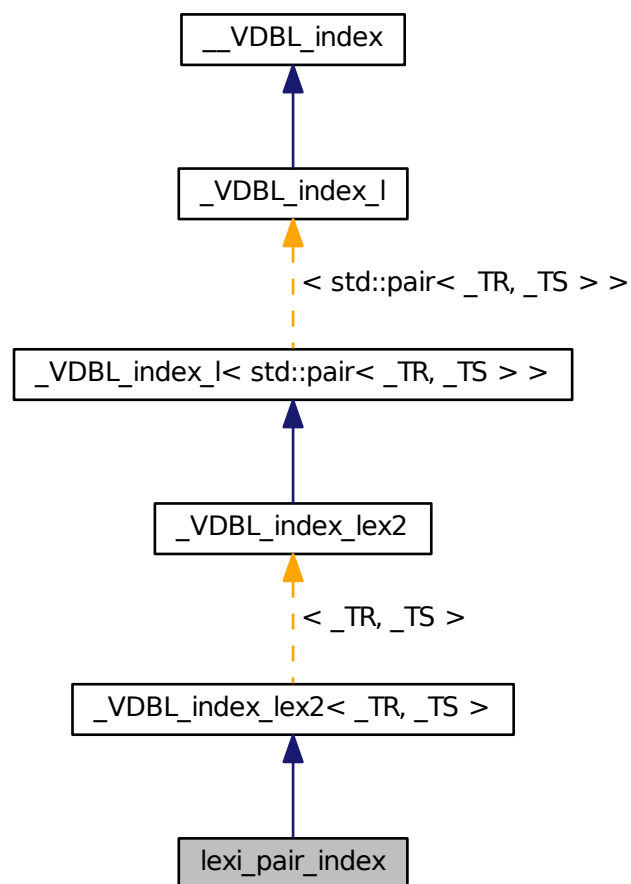 __VDBL_index
_VDBL_index_l
< std::pair< _TR, _TS > >
_VDBL_index_l< std::pair< _TR, _TS > >
_VDBL_index_lex2
< _TR, _TS >
_VDBL_index_lex2< _TR, _TS >
lexi_pair_index